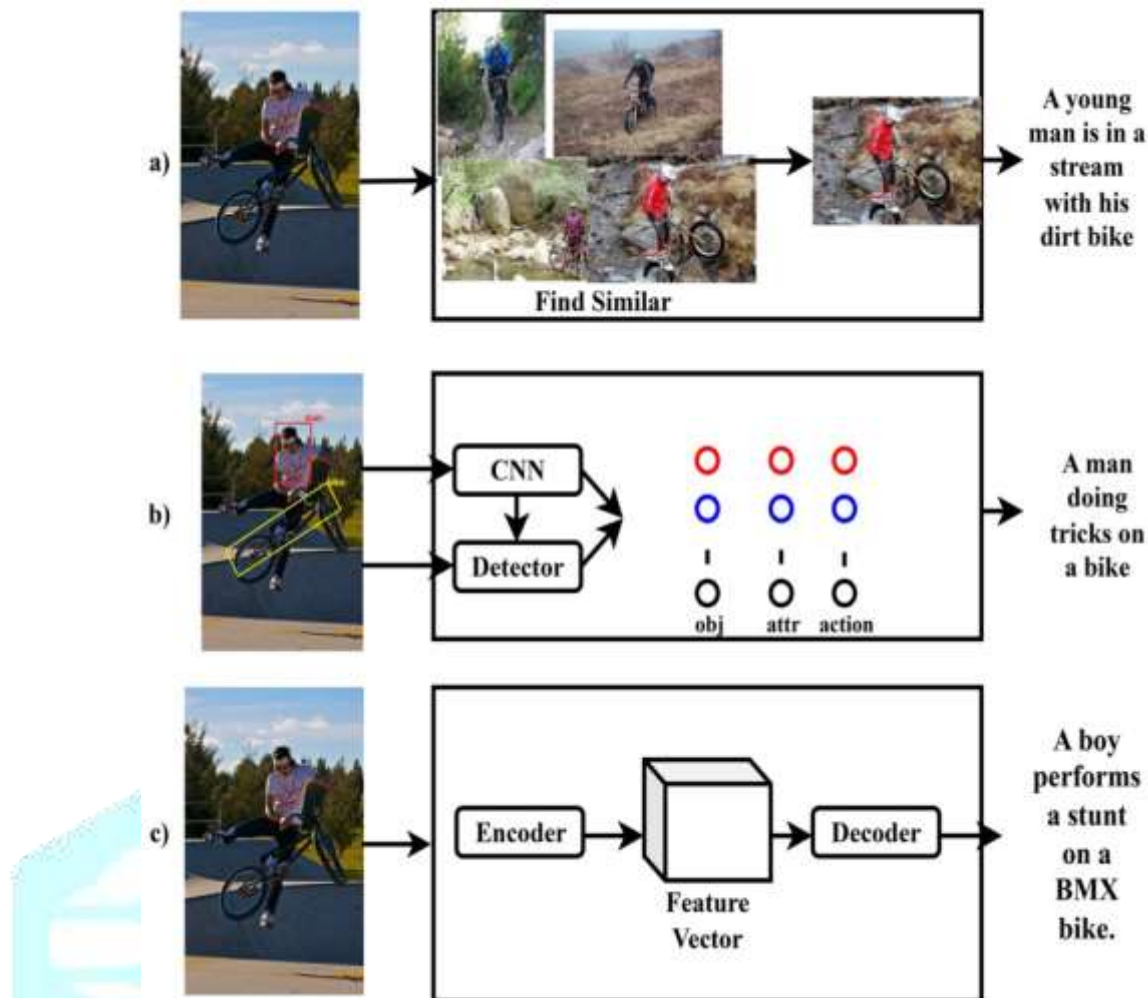 a)
Find Similar
A young
man is in a
stream
with his
dirt bike
b)
CNN
Detector
obj attr action
A man
doing
tricks on
a bike
c)
Encoder
Feature
Vector
Decoder
A boy
performs
a stunt
on a
BMX
bike.